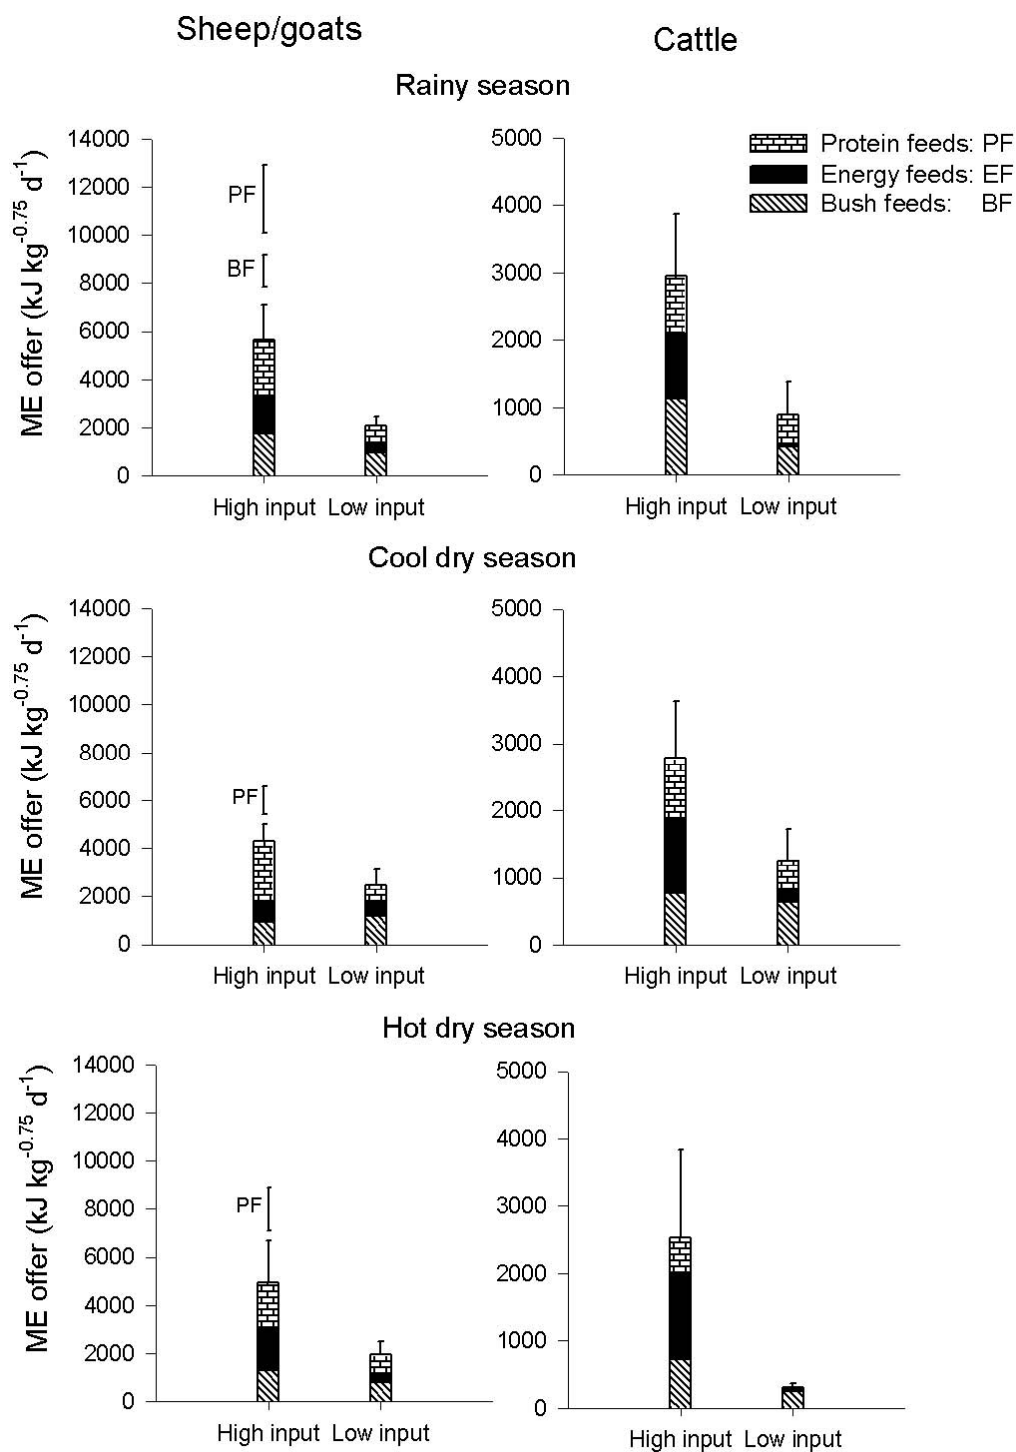 Sheep/goats
Cattle
Rainy season
ME offer (kJ kg-0.75 d-1)
14000
12000
10000
8000
6000
4000
2000
0
PF
BF
High input Low input
5000
4000
3000
2000
1000
0
High input Low input
Protein feeds: PF
Energy feeds: EF
Bush feeds: BF
Cool dry season
ME offer (kJ kg-0.75 d-1)
14000
12000
10000
8000
6000
4000
2000
0
PF
High input Low input
5000
4000
3000
2000
1000
0
High input Low input
Hot dry season
ME offer (kJ kg-0.75 d-1)
14000
12000
10000
8000
6000
4000
2000
0
PF
High input Low input
5000
4000
3000
2000
1000
0
High input Low input